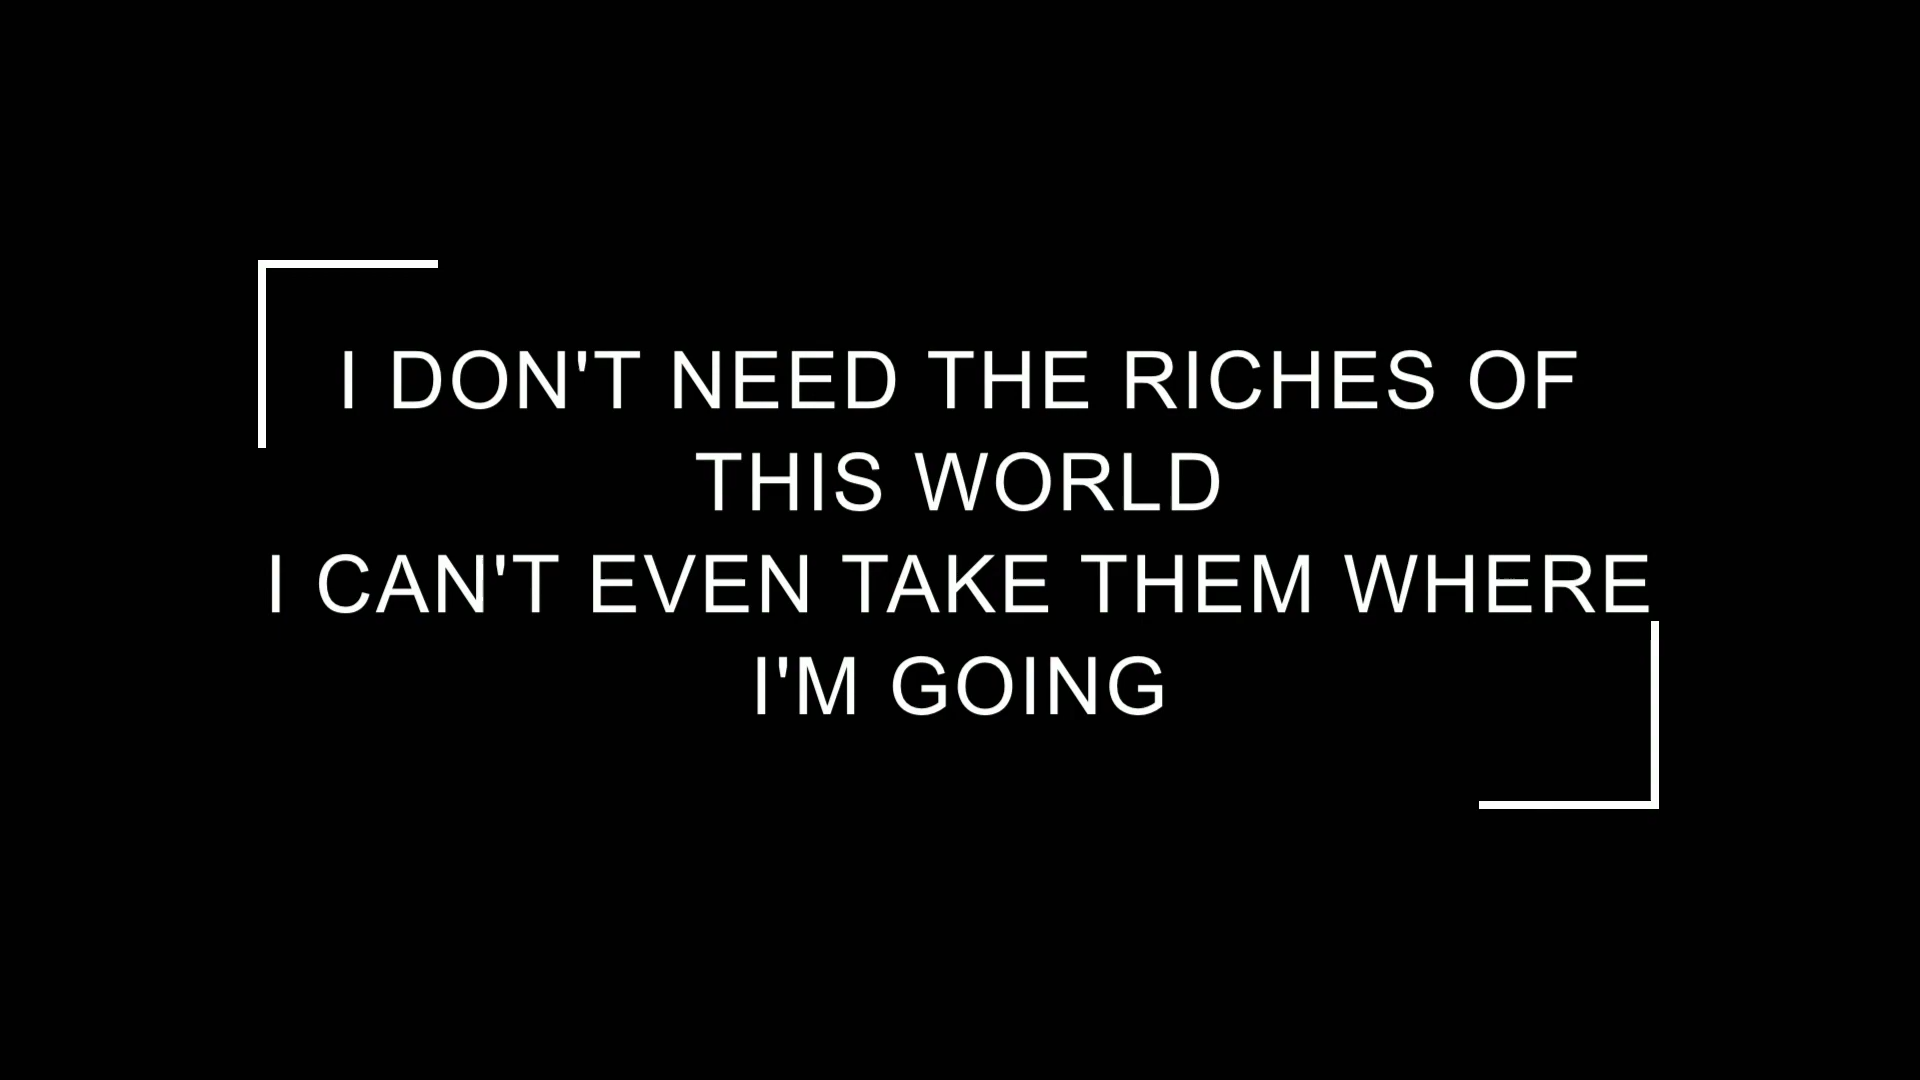 I DON'T NEED THE RICHES OF
THIS WORLD
I CAN'T EVEN TAKE THEM WHERE
I'M GOING